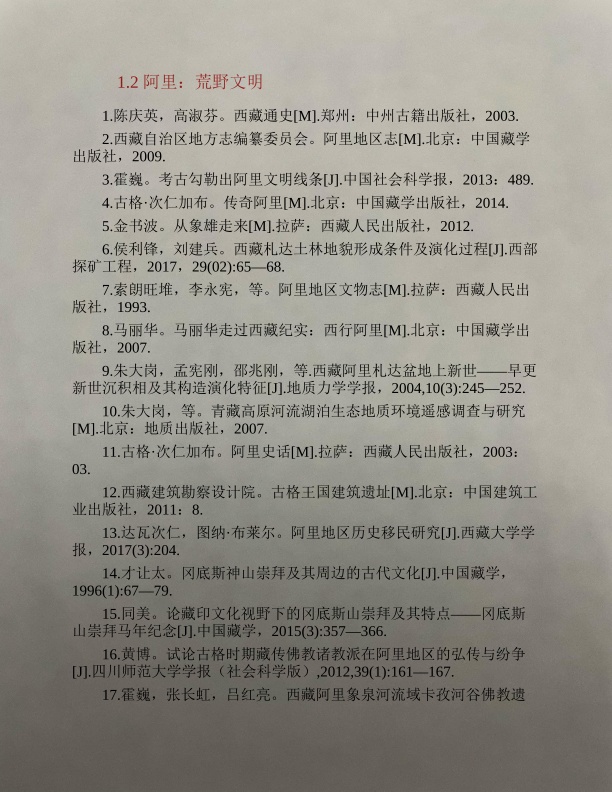 1.2 阿里：荒野文明
1.陈庆英，高淑芬。西藏通史[M].郑州：中州古籍出版社，2003.
2.西藏自治区地方志编纂委员会。阿里地区志[M].北京：中国藏学
出版社，2009.
3.霍巍。考古勾勒出阿里文明线条[J].中国社会科学报，2013：489.
4.古格·次仁加布。传奇阿里[M].北京：中国藏学出版社，2014.
5.金书波。从象雄走来[M].拉萨：西藏人民出版社，2012.
6.侯利锋，刘建兵。西藏札达土林地貌形成条件及演化过程[J].西部
探矿工程，2017，29(02):65—68.
7.索朗旺堆，李永宪，等。阿里地区文物志[M].拉萨：西藏人民出
版社，1993.
8.马丽华。马丽华走过西藏纪实：西行阿里[M].北京：中国藏学出
版社，2007.
9.朱大岗，孟宪刚，邵兆刚，等.西藏阿里札达盆地上新世——早更
新世沉积相及其构造演化特征[J].地质力学学报，2004,10(3):245—252.
10.朱大岗，等。青藏高原河流湖泊生态地质环境遥感调查与研究
[M].北京：地质出版社，2007.
11.古格·次仁加布。阿里史话[M].拉萨：西藏人民出版社，2003：
03.
12.西藏建筑勘察设计院。古格王国建筑遗址[M].北京：中国建筑工
业出版社，2011：8.
13.达瓦次仁，图纳·布莱尔。阿里地区历史移民研究[J].西藏大学学
报，2017(3):204.
14.才让太。冈底斯神山崇拜及其周边的古代文化[J].中国藏学，
1996(1):67—79.
15.同美。论藏印文化视野下的冈底斯山崇拜及其特点——冈底斯
山崇拜马年纪念[J].中国藏学，2015(3):357—366.
16.黄博。试论古格时期藏传佛教诸教派在阿里地区的弘传与纷争
[J].四川师范大学学报（社会科学版）,2012,39(1):161—167.
17.霍巍，张长虹，吕红亮。西藏阿里象泉河流域卡孜河谷佛教遗